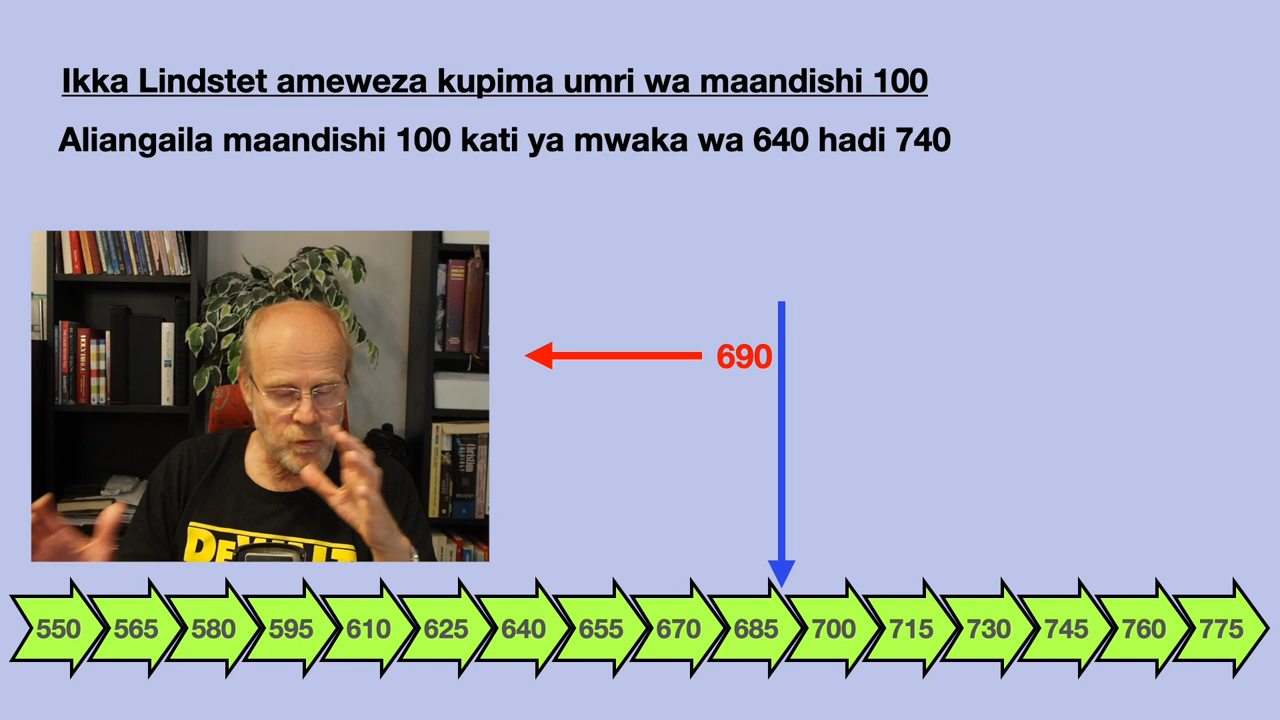 Ikka Lindstet ameweza kupima umri wa maandishi 100
Aliangaila maandishi 100 kati ya mwaka wa 640 hadi 740
690
DEWALT
550 565 580 595 610 625 640 655 670 685 700 715 730 745 760 775